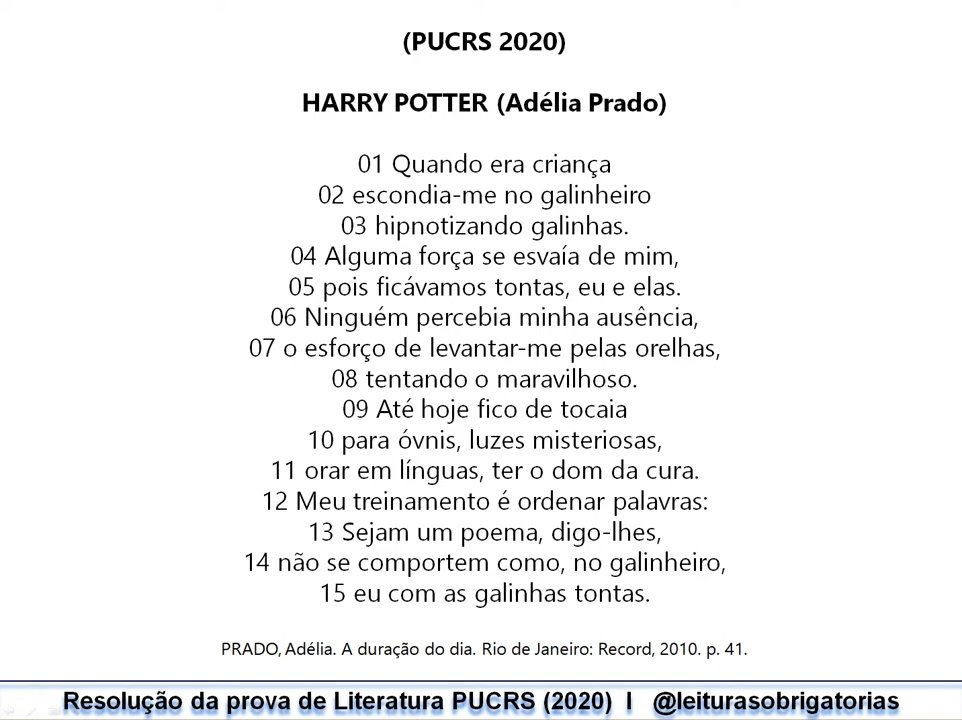 (PUCRS 2020)
HARRY POTTER (Adélia Prado)
01 Quando era criança
02 escondia-me no galinheiro
03 hipnotizando galinhas.
04 Alguma força se esvaía de mim,
05 pois ficávamos tontas, eu e elas.
06 Ninguém percebia minha ausência,
07 o esforço de levantar-me pelas orelhas,
08 tentando o maravilhoso.
09 Até hoje fico de tocaia
10 para óvnis, luzes misteriosas,
11 orar em línguas, ter o dom da cura.
12 Meu treinamento é ordenar palavras:
13 Sejam um poema, digo-lhes,
14 não se comportem como, no galinheiro,
15 eu com as galinhas tontas.
PRADO, Adélia. A duração do dia. Rio de Janeiro: Record, 2010. p. 41.
Resolução da prova de Literatura PUCRS (2020) I @leiturasobrigatorias